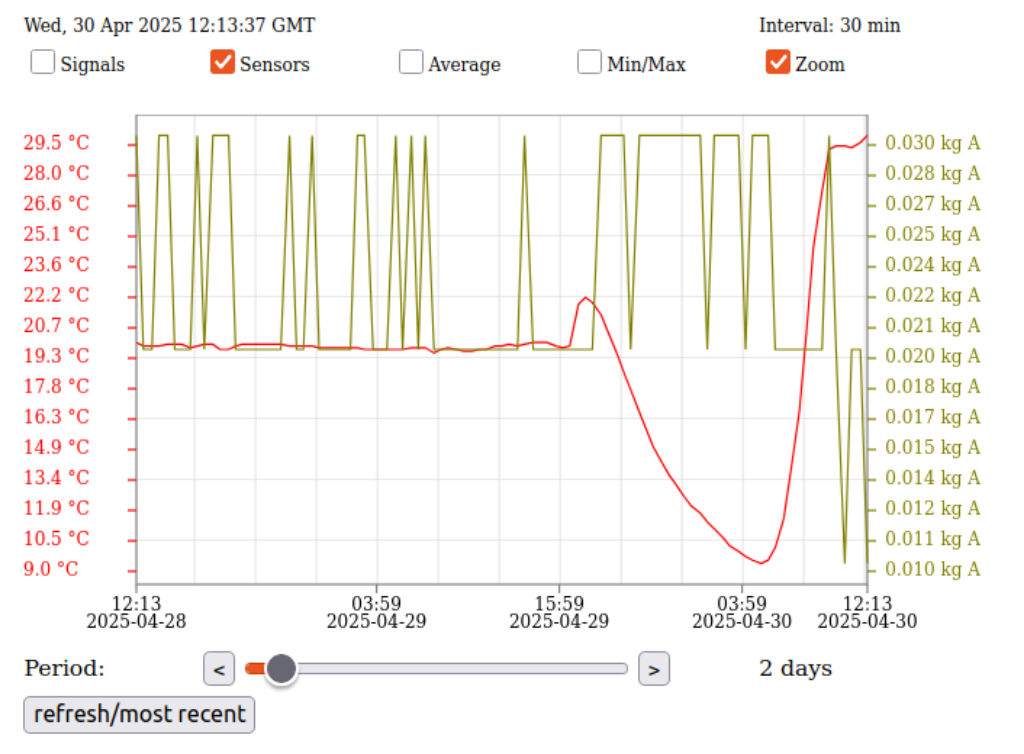 Wed, 30 Apr 2025 12:13:37 GMT Interval: 30 min
Signals Sensors Average Min/Max Zoom
29.5 °C 0.030 kg A
28.0 °C 0.028 kg A
26.6 °C 0.027 kg A
25.1 °C 0.025 kg A
23.6 °C 0.024 kg A
22.2 °C 0.022 kg A
20.7 °C 0.021 kg A
19.3 °C 0.020 kg A
17.8 °C 0.018 kg A
16.3 °C 0.017 kg A
14.9 °C 0.015 kg A
13.4 °C 0.014 kg A
11.9 °C 0.012 kg A
10.5 °C 0.011 kg A
9.0 °C 0.010 kg A
12:13 03:59 15:59 03:59 12:13
2025-04-28 2025-04-29 2025-04-29 2025-04-30 2025-04-30
Period: < > 2 days
refresh/most recent